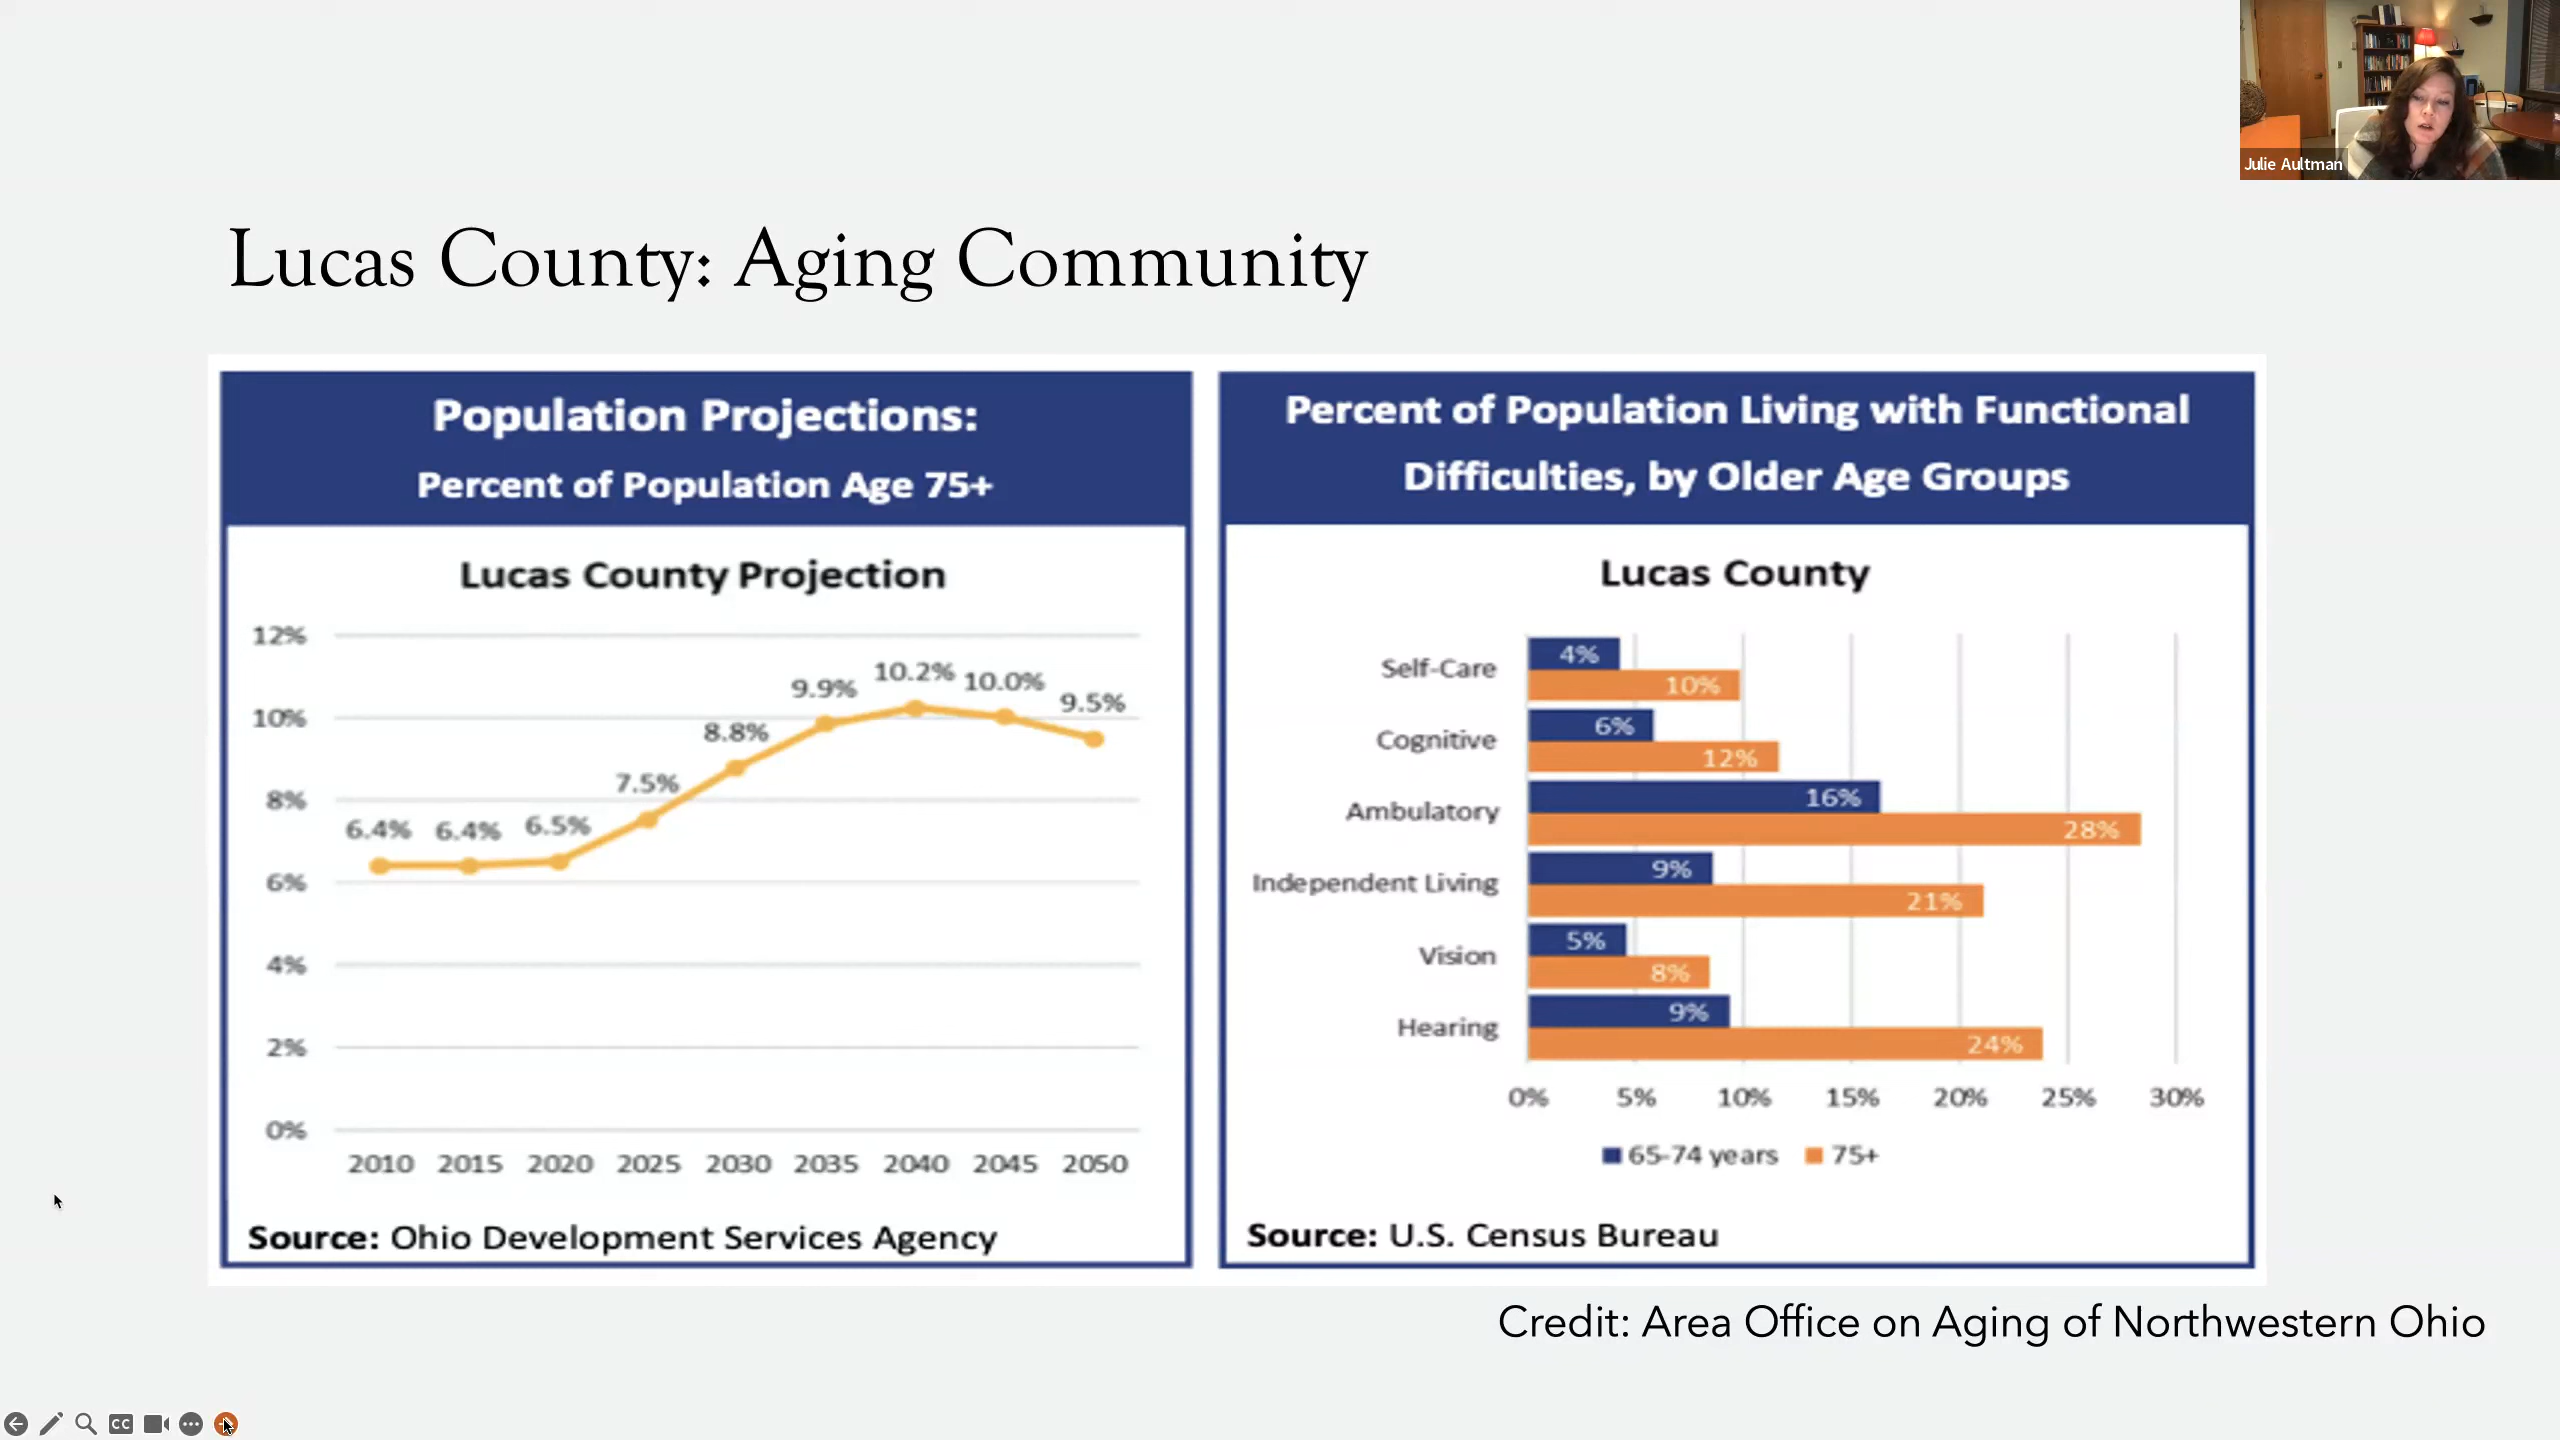 Julie Aultman
Lucas County: Aging Community
Population Projections:
Percent of Population Age 75+
Lucas County Projection
12%
10%
8%
6%
4%
2%
0%
6.4%
6.4%
6.5%
7.5%
8.8%
9.9%
10.2%
10.0%
9.5%
2010 2015 2020 2025 2030 2035 2040 2045 2050
Source: Ohio Development Services Agency
Percent of Population Living with Functional
Difficulties, by Older Age Groups
Lucas County
Self-Care
4%
10%
Cognitive
6%
12%
Ambulatory
16%
28%
Independent Living
9%
21%
Vision
5%
8%
Hearing
9%
24%
0% 5% 10% 15% 20% 25% 30%
65-74 years 75+
Source: U.S. Census Bureau
Credit: Area Office on Aging of Northwestern Ohio
CC